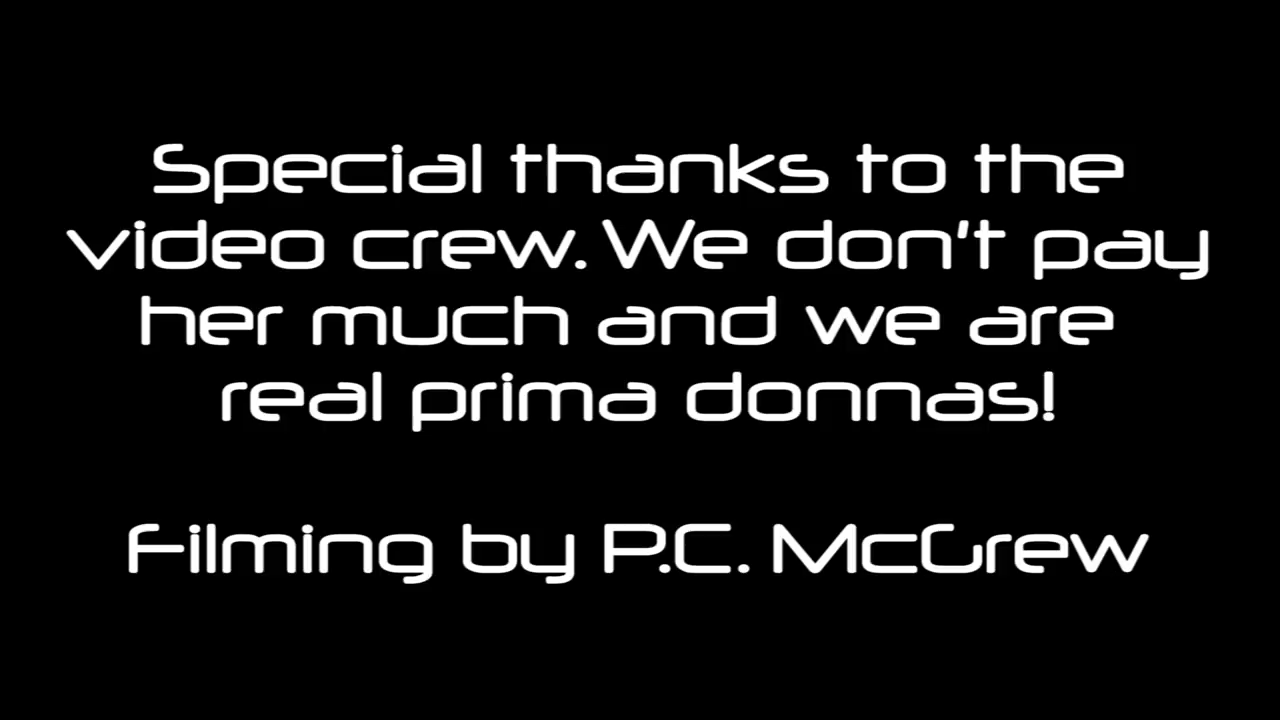 Special thanks to the
video crew. We don't pay
her much and we are
real prima donnas!
Filming by P.C. McGrew